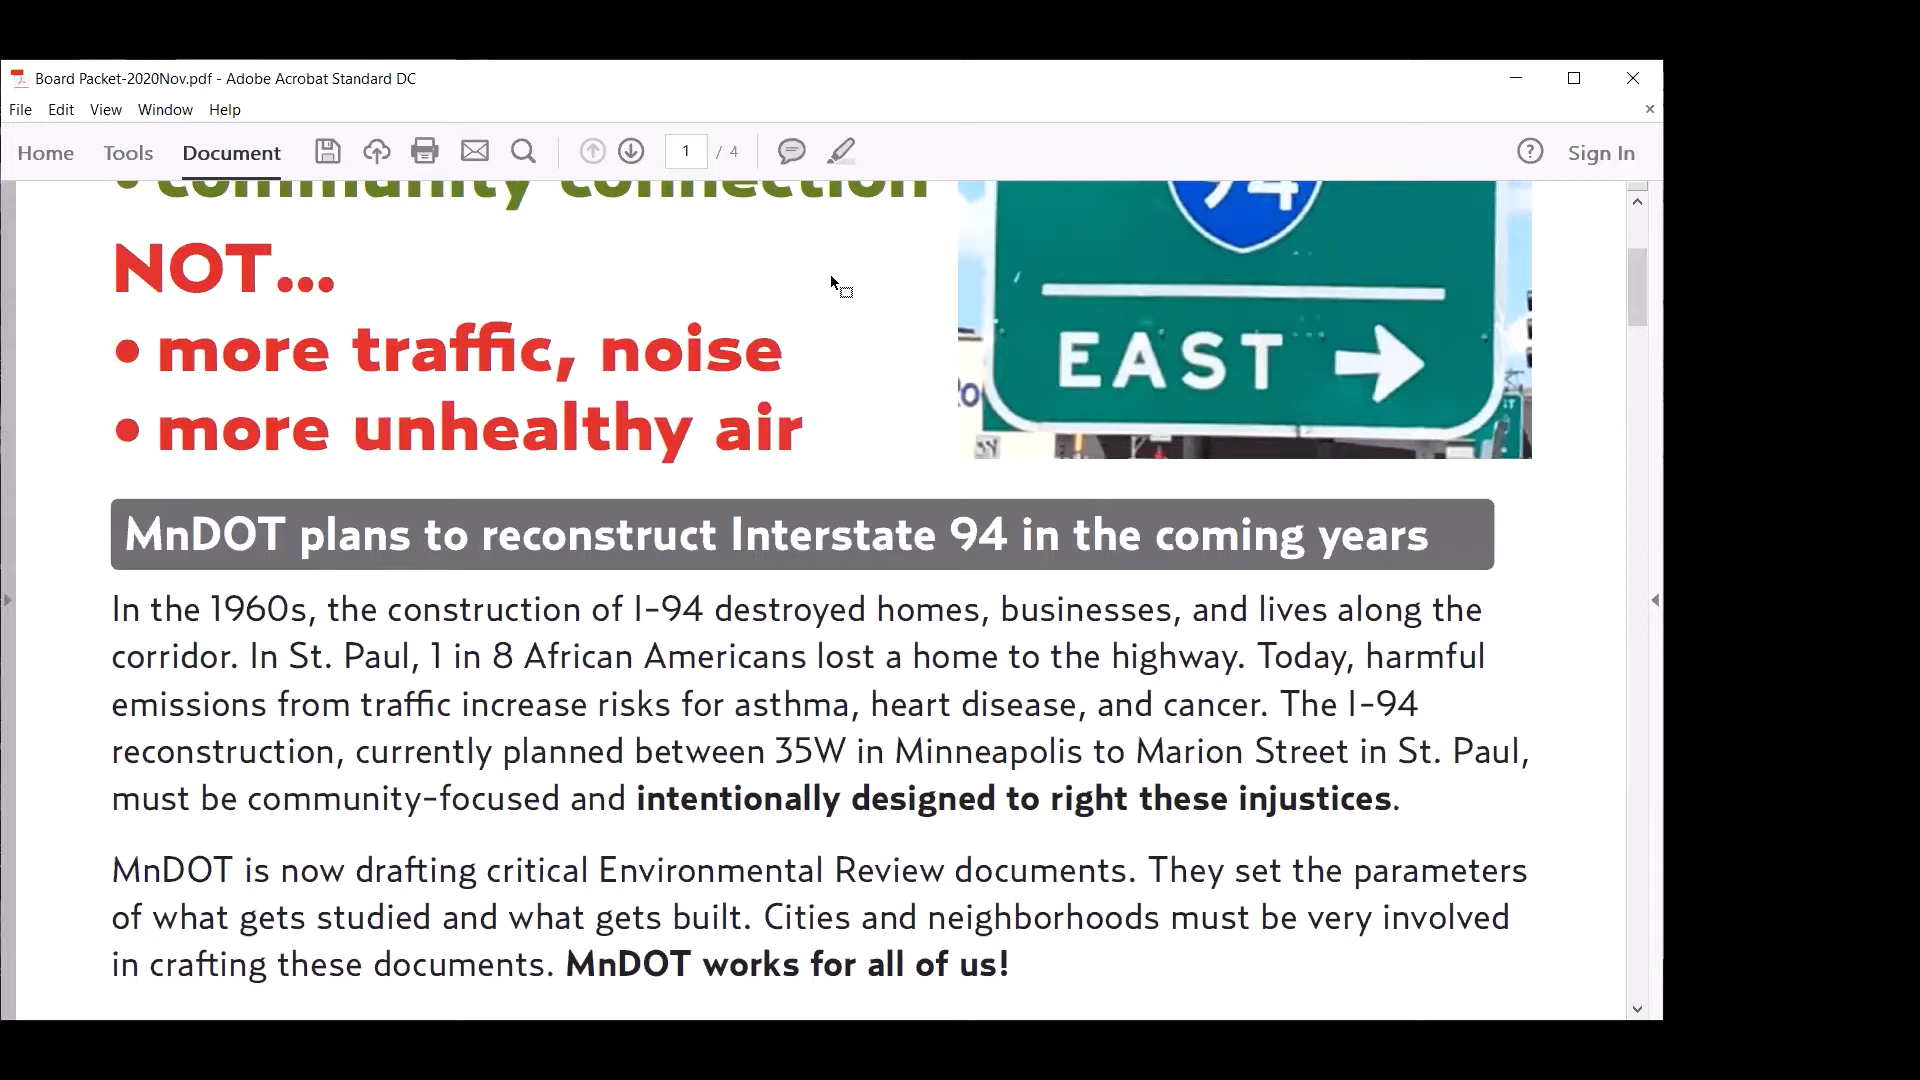 Board Packet-2020Nov.pdf - Adobe Acrobat Standard DC
File Edit View Window Help
Home Tools Document 1 / 4 Sign In
• community connection
94
NOT...
• more traffic, noise
EAST
• more unhealthy air
MnDOT plans to reconstruct Interstate 94 in the coming years
In the 1960s, the construction of I-94 destroyed homes, businesses, and lives along the
corridor. In St. Paul, 1 in 8 African Americans lost a home to the highway. Today, harmful
emissions from traffic increase risks for asthma, heart disease, and cancer. The I-94
reconstruction, currently planned between 35W in Minneapolis to Marion Street in St. Paul,
must be community-focused and intentionally designed to right these injustices.
MnDOT is now drafting critical Environmental Review documents. They set the parameters
of what gets studied and what gets built. Cities and neighborhoods must be very involved
in crafting these documents. MnDOT works for all of us!